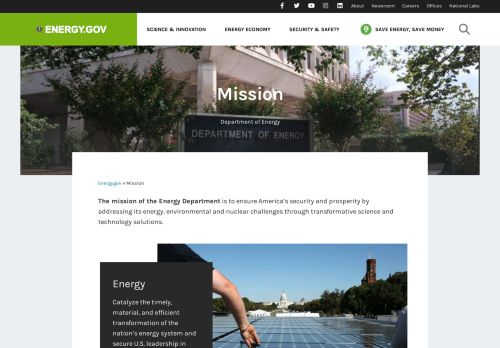 About Newsroom Careers Offices National Labs
ENERGY.GOV
SCIENCE & INNOVATION ENERGY ECONOMY SECURITY & SAFETY SAVE ENERGY, SAVE MONEY
Mission
Department of Energy
DEPARTMENT OF ENERGY
Energy.gov » Mission
The mission of the Energy Department is to ensure America's security and prosperity by
addressing its energy, environmental and nuclear challenges through transformative science and
technology solutions.
Energy
Catalyze the timely,
material, and efficient
transformation of the
nation's energy system and
secure U.S. leadership in